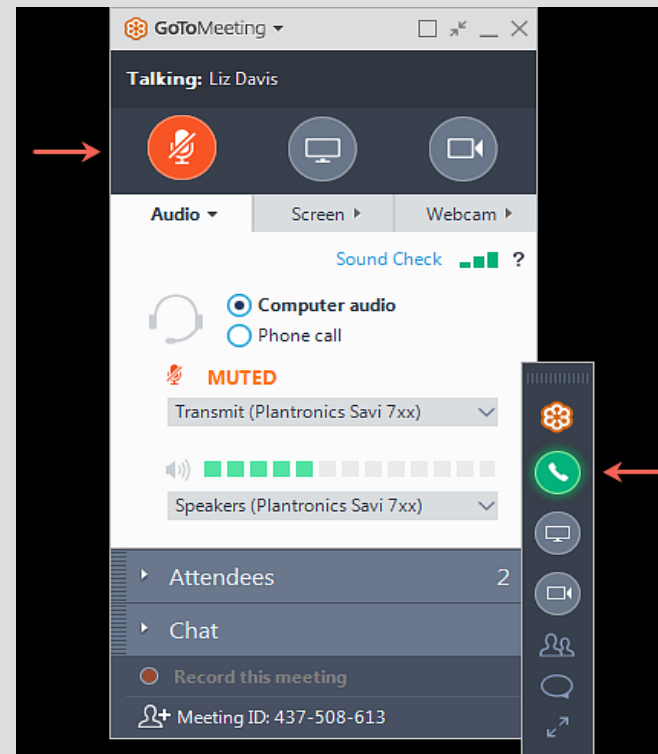 GoToMeeting
Talking: Liz Davis
Audio
Screen
Webcam
Sound Check ?
Computer audio
Phone call
MUTED
Transmit (Plantronics Savi 7xx)
Speakers (Plantronics Savi 7xx)
Attendees 2
Chat
Record this meeting
Meeting ID: 437-508-613